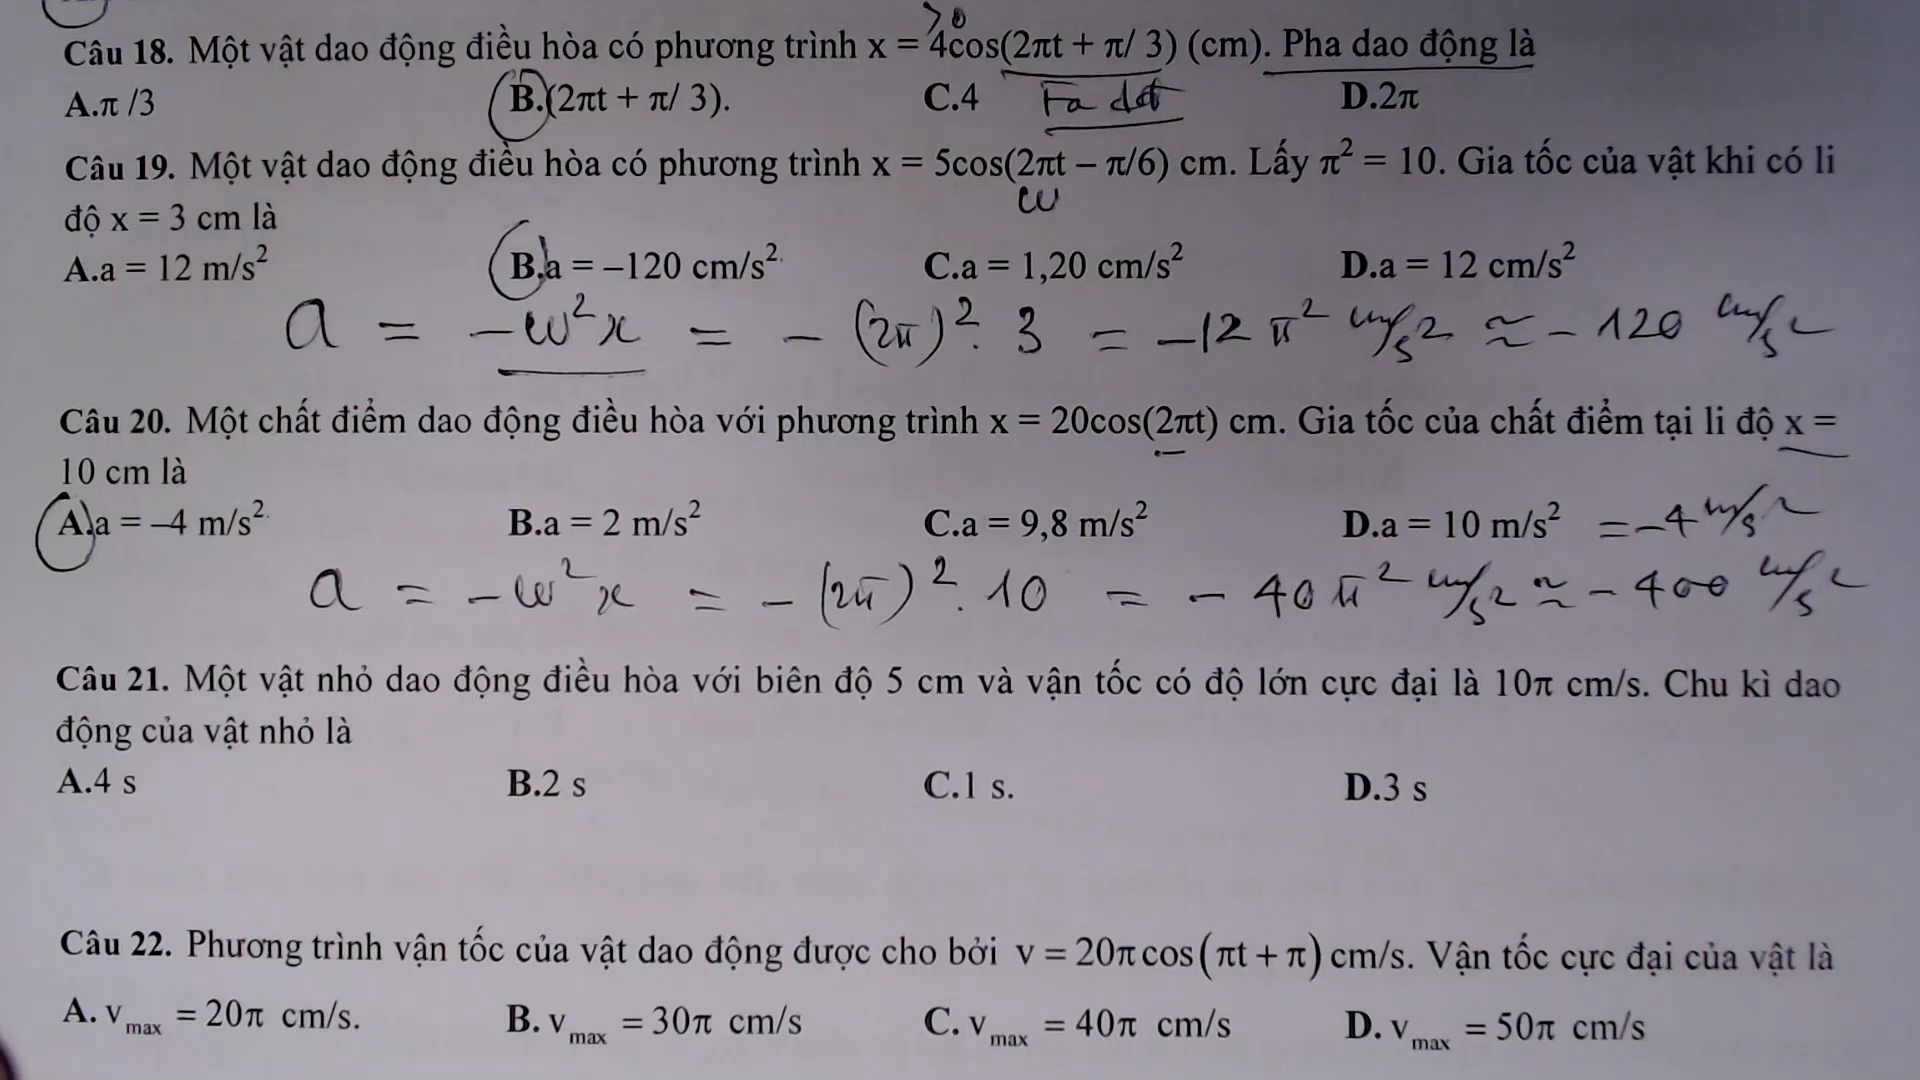 >0
Câu 18. Một vật dao động điều hòa có phương trình x = 4cos(2πt + π/ 3) (cm). Pha dao động là
A.π /3 B.(2πt + π/ 3). C.4 D.2π
Câu 19. Một vật dao động điều hòa có phương trình x = 5cos(2πt – π/6) cm. Lấy π² = 10. Gia tốc của vật khi có li
ω
độ x = 3 cm là
A.a = 12 m/s² B.a = –120 cm/s². C.a = 1,20 cm/s² D.a = 12 cm/s²
a = -ω²x = - (2π)². 3 = -12 π² cm/s² ≈ - 120 cm/s²
Câu 20. Một chất điểm dao động điều hòa với phương trình x = 20cos(2πt) cm. Gia tốc của chất điểm tại li độ x =
10 cm là
A.a = –4 m/s². B.a = 2 m/s² C.a = 9,8 m/s² D.a = 10 m/s² = -4 m/s²
a = -ω²x = - (2π)². 10 = - 40 π² cm/s² ≈ - 400 cm/s²
Câu 21. Một vật nhỏ dao động điều hòa với biên độ 5 cm và vận tốc có độ lớn cực đại là 10π cm/s. Chu kì dao
động của vật nhỏ là
A.4 s B.2 s C.1 s. D.3 s
Câu 22. Phương trình vận tốc của vật dao động được cho bởi v = 20π cos(πt + π) cm/s. Vận tốc cực đại của vật là
A. vmax = 20π cm/s. B. vmax = 30π cm/s C. vmax = 40π cm/s D. vmax = 50π cm/s